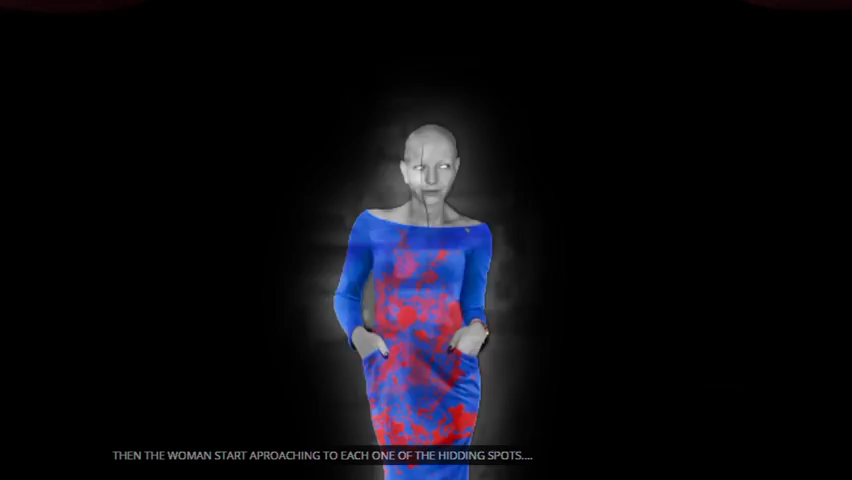 THEN THE WOMAN START APROACHING TO EACH ONE OF THE HIDDING SPOTS....